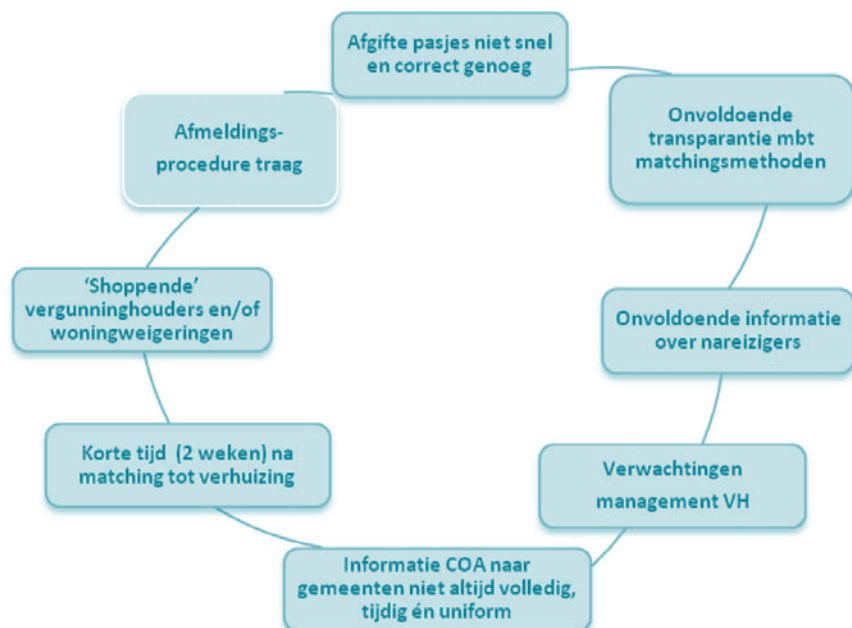 Afgifte pasjes niet snel
en correct genoeg
Onvoldoende
transparantie mbt
matchingsmethoden
Onvoldoende informatie
over nareizigers
Verwachtingen
management VH
Informatie COA naar
gemeenten niet altijd volledig,
tijdig én uniform
Korte tijd (2 weken) na
matching tot verhuizing
‘Shoppende’
vergunninghouders en/of
woningweigeringen
Afmeldings-
procedure traag